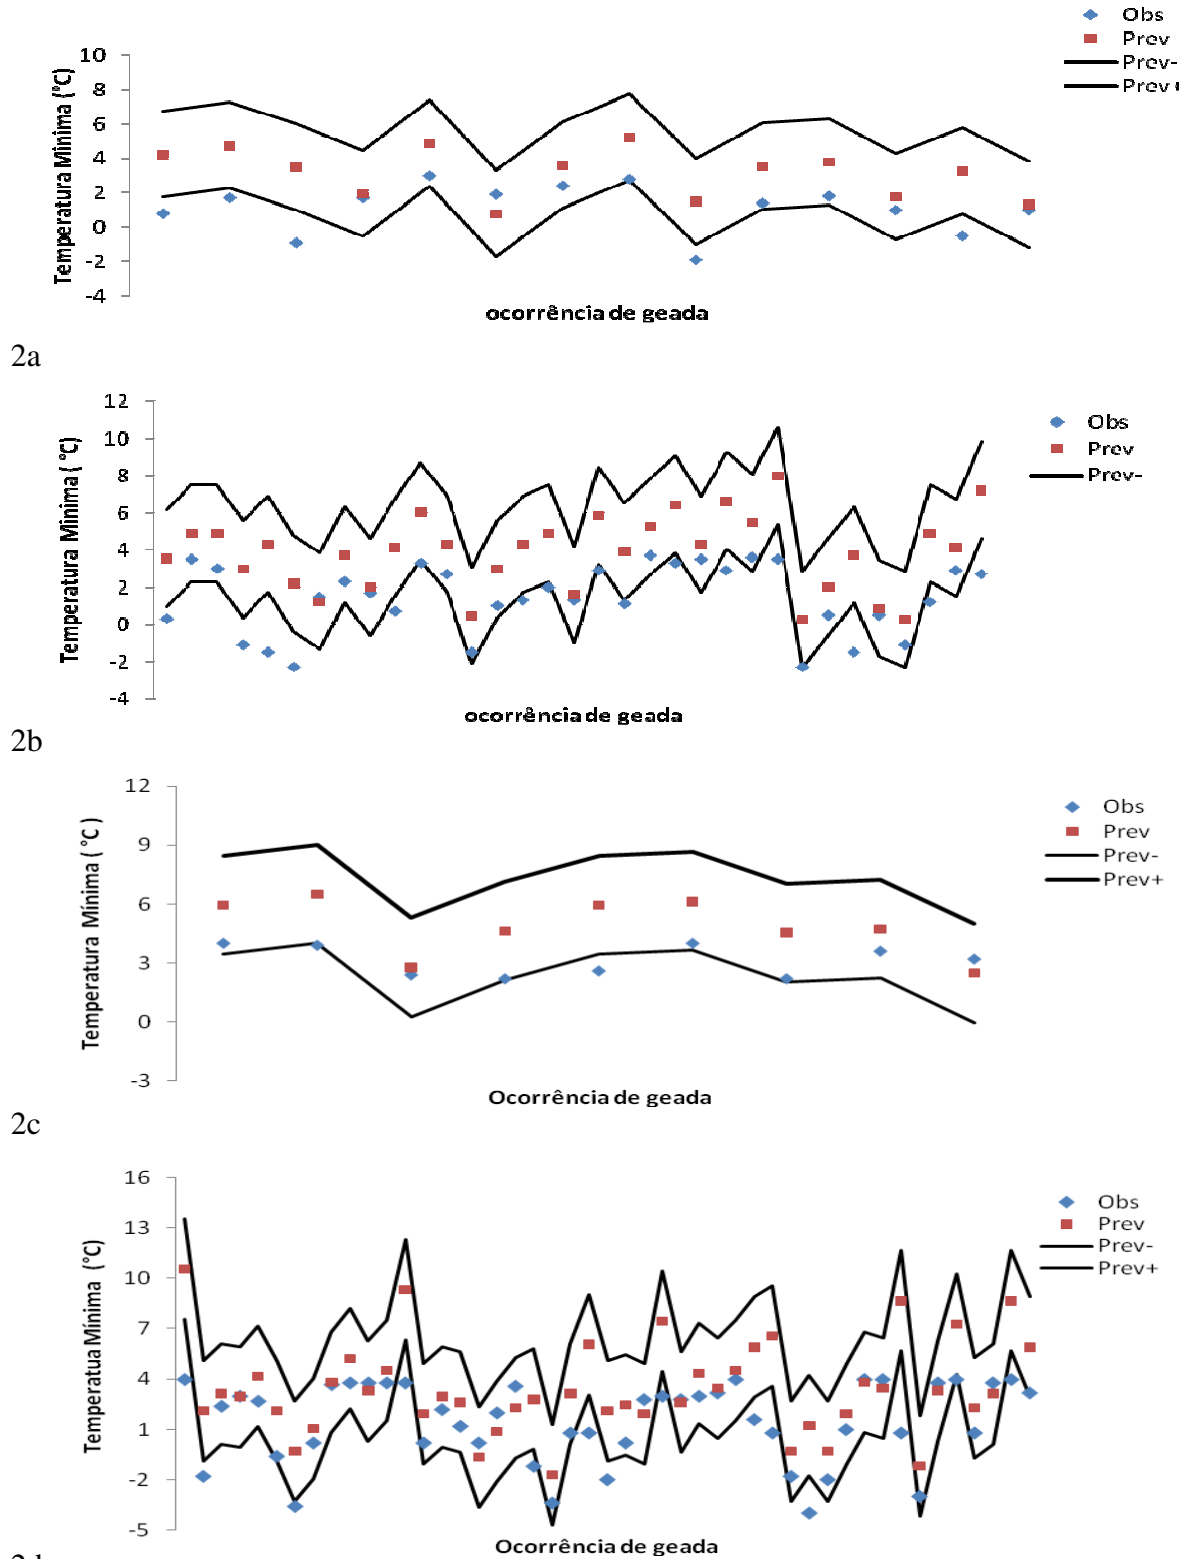 Obs
Prev
Prev-
Prev+
10
8
6
4
2
0
-2
-4
Temperatura Mínima (°C)
ocorrência de geada
2a
12
10
8
6
4
2
0
-2
-4
Temperatura Mínima ( °C)
Obs
Prev
Prev-
ocorrência de geada
2b
12
9
6
3
0
-3
Temperatura Mínima ( °C )
Obs
Prev
Prev-
Prev+
Ocorrência de geada
2c
16
13
10
7
4
1
-2
-5
Temperatua Mínima (°C)
Obs
Prev
Prev-
Prev+
Ocorrência de geada